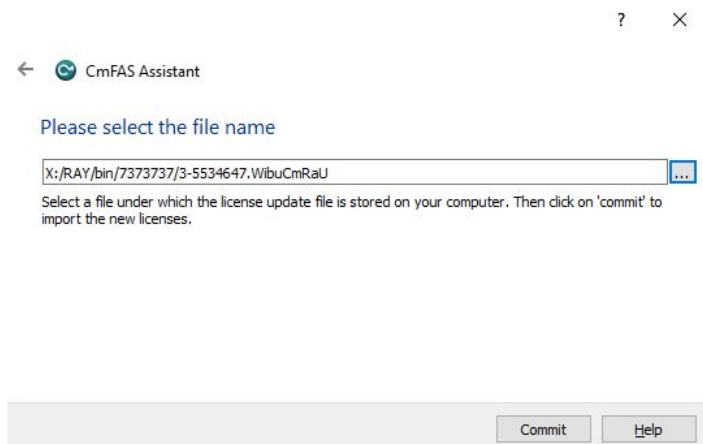 ?
CmFAS Assistant
Please select the file name
X:/RAY/bin/7373737/3-5534647.WibuCmRaU
...
Select a file under which the license update file is stored on your computer. Then click on 'commit' to
import the new licenses.
Commit Help